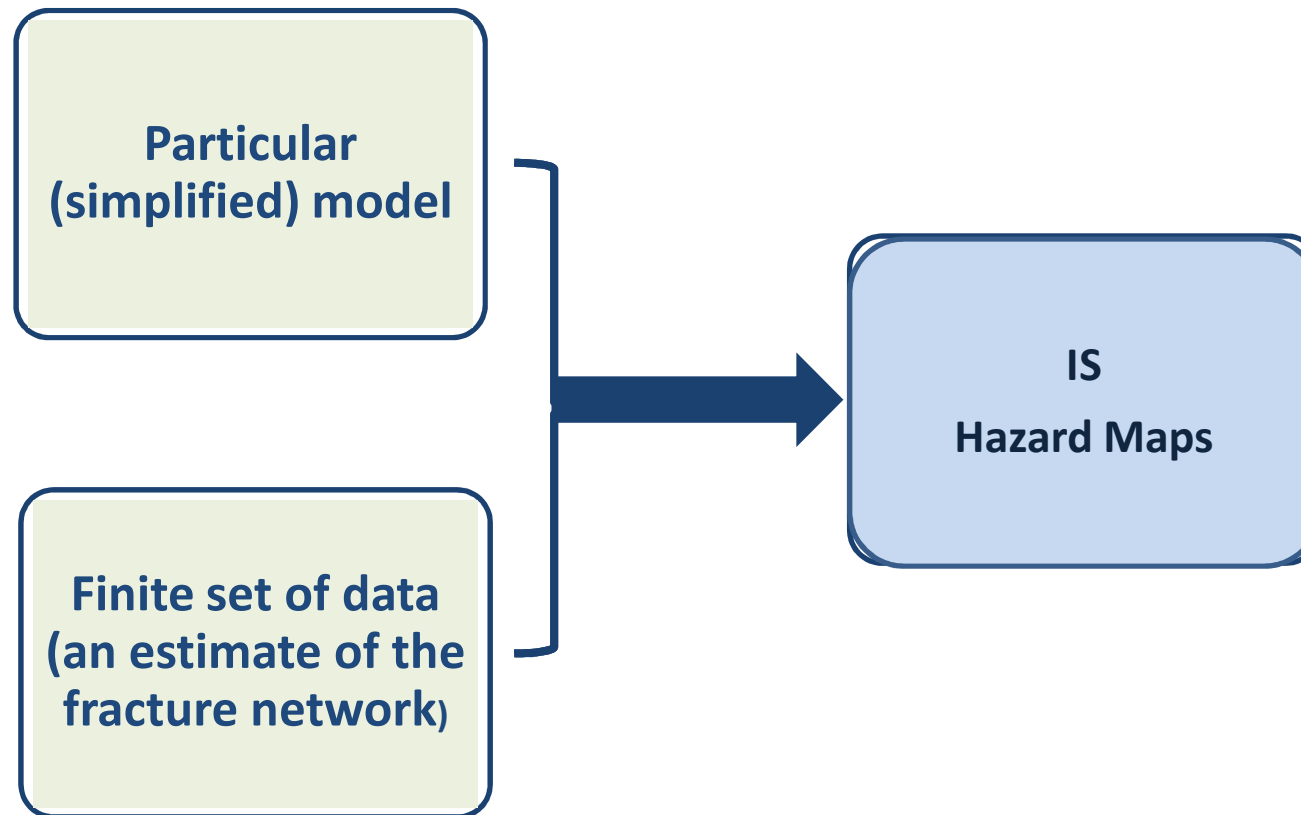 Particular
(simplified) model
IS
Hazard Maps
Finite set of data
(an estimate of the
fracture network)